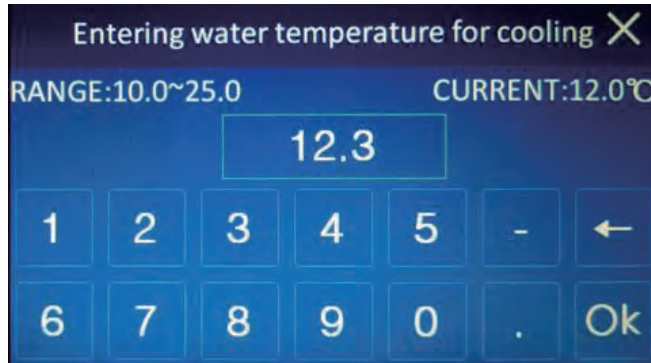 Entering water temperature for cooling ×
RANGE:10.0~25.0 CURRENT:12.0℃
12.3
1 2 3 4 5 - ←
6 7 8 9 0 . Ok